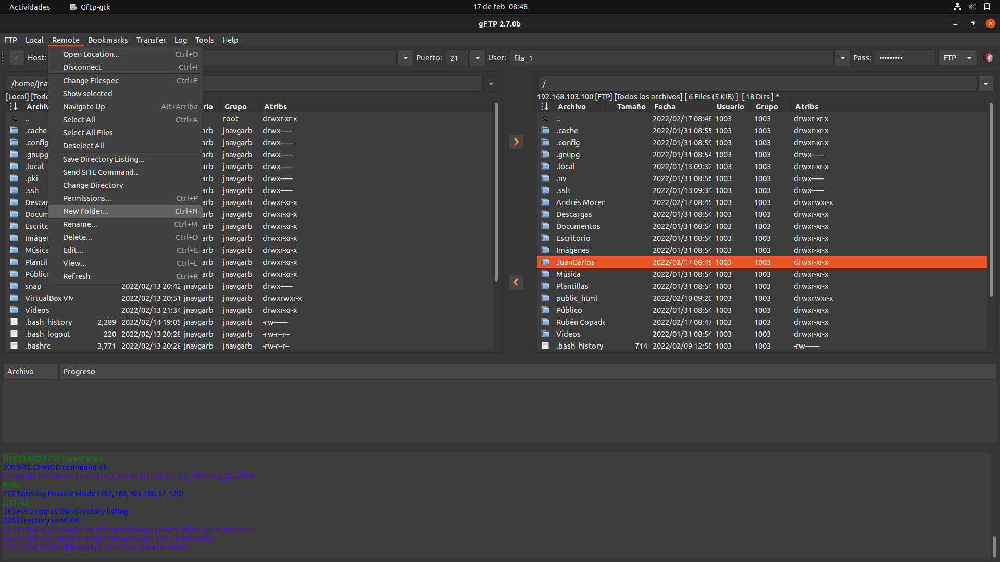 Actividades Gftp-gtk 17 de feb 08:48
gFTP 2.7.0b
FTP Local Remote Bookmarks Transfer Log Tools Help
Host: Puerto: 21 User: fila_1 Pass: ••••••••• FTP
Open Location... Ctrl+O
Disconnect Ctrl+I
Change Filespec Ctrl+F
Show selected
Navigate Up Alt+Arriba
Select All Ctrl+A
Select All Files
Deselect All
Save Directory Listing...
Send SITE Command..
Change Directory
Permissions... Ctrl+P
New Folder... Ctrl+N
Rename... Ctrl+M
Delete... Ctrl+D
Edit... Ctrl+E
View... Ctrl+L
Refresh Ctrl+R
/home/jnav
[Local] [Todo
Archiv rio Grupo Atribs
.. root drwxr-xr-x
.cache arb jnavgarb drwx------
.config arb jnavgarb drwx------
.gnupg arb jnavgarb drwx------
.local arb jnavgarb drwx------
.pki arb jnavgarb drwx------
.ssh arb jnavgarb drwx------
Descar arb jnavgarb drwxr-xr-x
Docum arb jnavgarb drwxr-xr-x
Escrito arb jnavgarb drwxr-xr-x
Imáger arb jnavgarb drwxr-xr-x
Música arb jnavgarb drwxr-xr-x
Plantil arb jnavgarb drwxr-xr-x
Públic arb jnavgarb drwxr-xr-x
snap 2022/02/13 20:42 jnavgarb jnavgarb drwx------
VirtualBox VM 2022/02/13 20:51 jnavgarb jnavgarb drwxrwxr-x
Vídeos 2022/02/13 21:34 jnavgarb jnavgarb drwxr-xr-x
.bash_history 2,289 2022/02/14 19:05 jnavgarb jnavgarb -rw-------
.bash_logout 220 2022/02/13 20:28 jnavgarb jnavgarb -rw-r--r--
.bashrc 3,771 2022/02/13 20:28 jnavgarb jnavgarb -rw-r--r--
/
192.168.103.100 [FTP] [Todos los archivos] [ 6 Files (5 KiB) ] [ 18 Dirs ] *
Archivo Tamaño Fecha Usuario Grupo Atribs
.. 2022/02/17 08:48 1003 1003 drwxr-xr-x
.cache 2022/01/31 08:55 1003 1003 drwxr-xr-x
.config 2022/01/31 08:59 1003 1003 drwxr-xr-x
.gnupg 2022/01/31 08:54 1003 1003 drwx------
.local 2022/01/13 09:32 1003 1003 drwxr-xr-x
.nv 2022/01/31 08:56 1003 1003 drwx------
.ssh 2022/01/13 09:34 1003 1003 drwx------
Andrés Morer 2022/02/17 08:45 1003 1003 drwxrwxr-x
Descargas 2022/01/31 08:54 1003 1003 drwxr-xr-x
Documentos 2022/01/31 08:54 1003 1003 drwxr-xr-x
Escritorio 2022/01/31 08:54 1003 1003 drwxr-xr-x
Imágenes 2022/01/31 08:54 1003 1003 drwxr-xr-x
JuanCarlos 2022/02/17 08:48 1003 1003 drwxr-xr-x
Música 2022/01/31 08:54 1003 1003 drwxr-xr-x
Plantillas 2022/01/31 08:54 1003 1003 drwxr-xr-x
public_html 2022/02/10 09:20 1003 1003 drwxrwxr-x
Público 2022/01/31 08:54 1003 1003 drwxr-xr-x
Rubén Copado 2022/02/17 08:47 1003 1003 drwxr-xr-x
Vídeos 2022/01/31 08:54 1003 1003 drwxr-xr-x
.bash_history 714 2022/02/09 12:50 1003 1003 -rw-------
Archivo Progreso
SITE CHMOD 755 /JuanCarlos
200 SITE CHMOD command ok.
Cargando listado de directorio / desde el servidor (LC_TIME=es_ES.UTF-8)
PASV
227 Entering Passive Mode (192,168,103,100,52,120).
LIST -aL
150 Here comes the directory listing.
226 Directory send OK.
Se cambió al directorio local /home/jnavgarb/JuanCarlos correctamente
Se cambió al directorio local /home/jnavgarb correctamente
Eliminado /home/jnavgarb/JuanCarlos correctamente